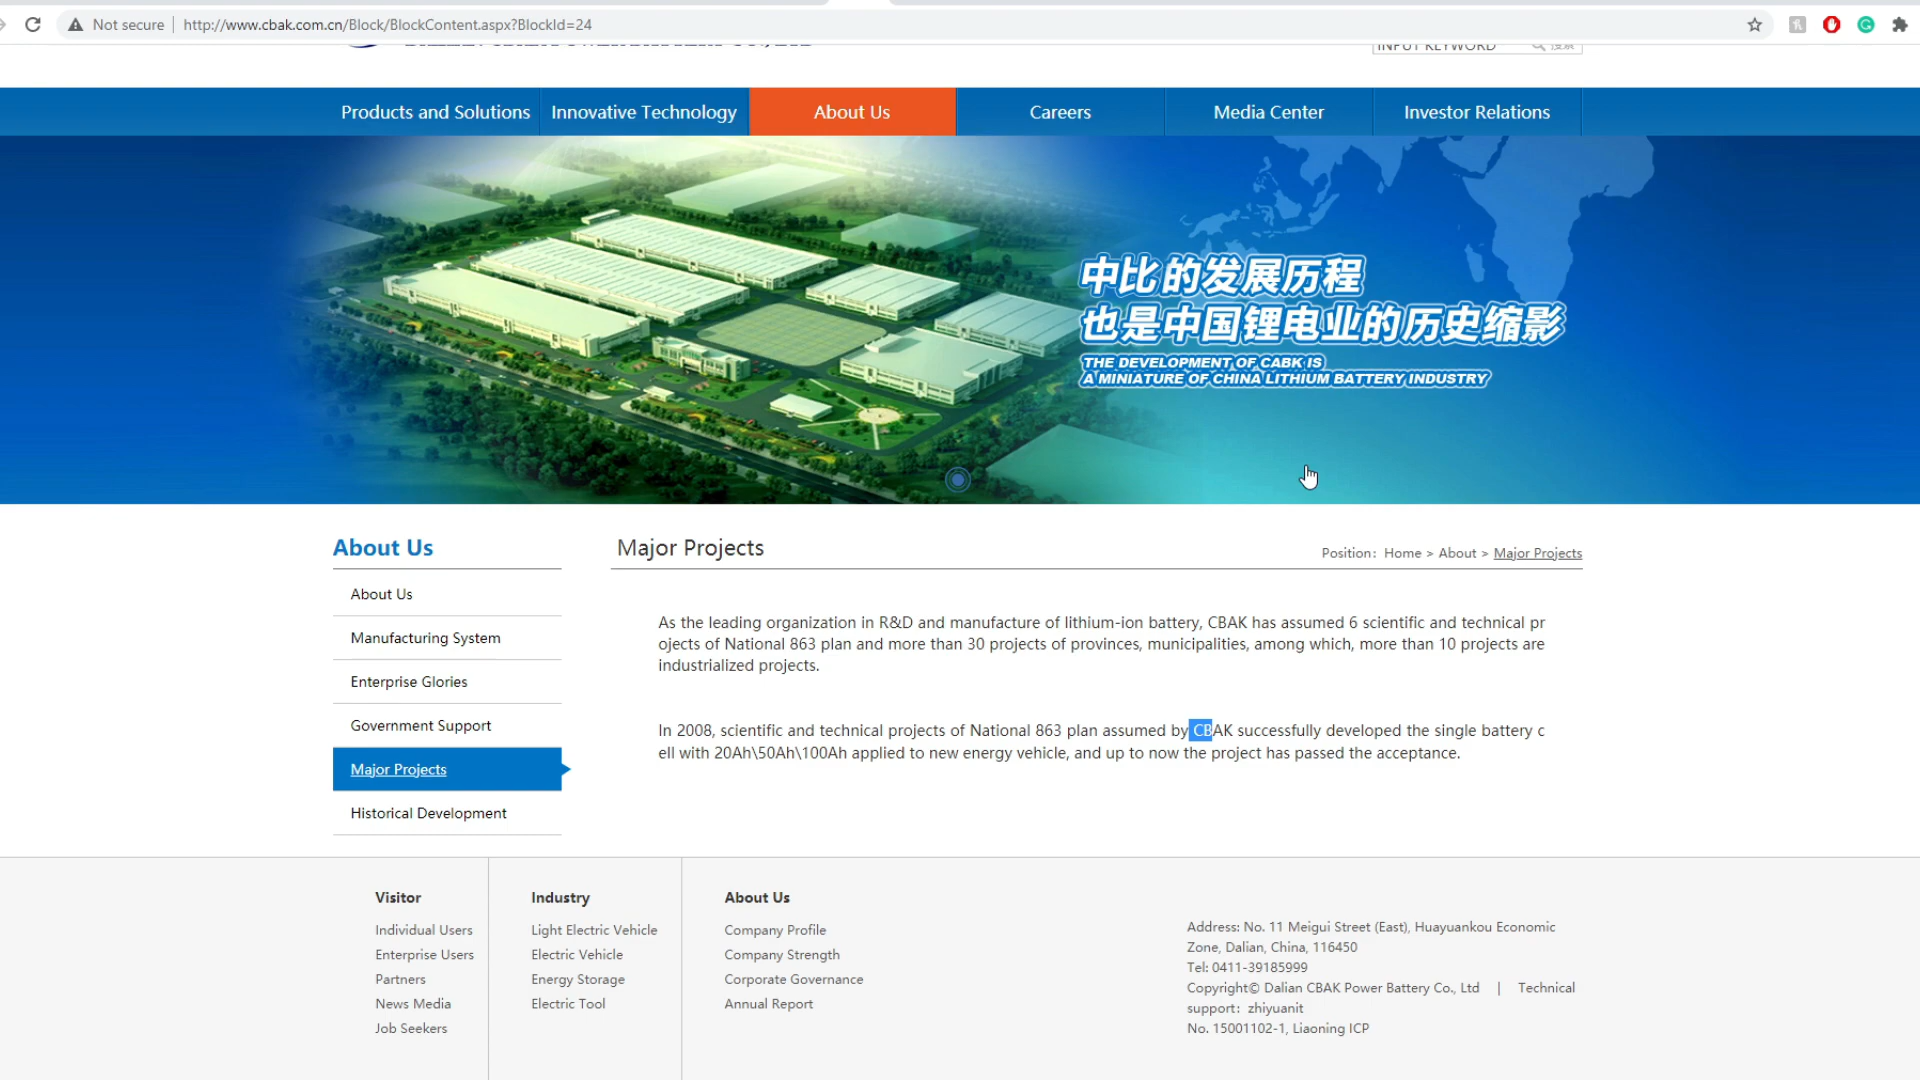 Not secure
http://www.cbak.com.cn/Block/BlockContent.aspx?BlockId=24
INPUT KEYWORD 搜索
Products and Solutions
Innovative Technology
About Us
Careers
Media Center
Investor Relations
中比的发展历程
也是中国锂电业的历史缩影
THE DEVELOPMENT OF CABK IS
A MINIATURE OF CHINA LITHIUM BATTERY INDUSTRY
About Us
About Us
Manufacturing System
Enterprise Glories
Government Support
Major Projects
Historical Development
Major Projects
Position：Home > About > Major Projects
As the leading organization in R&D and manufacture of lithium-ion battery, CBAK has assumed 6 scientific and technical pr
ojects of National 863 plan and more than 30 projects of provinces, municipalities, among which, more than 10 projects are
industrialized projects.
In 2008, scientific and technical projects of National 863 plan assumed by CBAK successfully developed the single battery c
ell with 20Ah\50Ah\100Ah applied to new energy vehicle, and up to now the project has passed the acceptance.
Visitor
Individual Users
Enterprise Users
Partners
News Media
Job Seekers
Industry
Light Electric Vehicle
Electric Vehicle
Energy Storage
Electric Tool
About Us
Company Profile
Company Strength
Corporate Governance
Annual Report
Address: No. 11 Meigui Street (East), Huayuankou Economic
Zone, Dalian, China, 116450
Tel: 0411-39185999
Copyright© Dalian CBAK Power Battery Co., Ltd | Technical
support：zhiyuanit
No. 15001102-1, Liaoning ICP